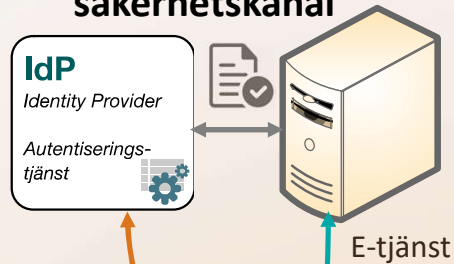 säkerhetskanal
IdP
Identity Provider
Autentiserings-
tjänst
E-tjänst